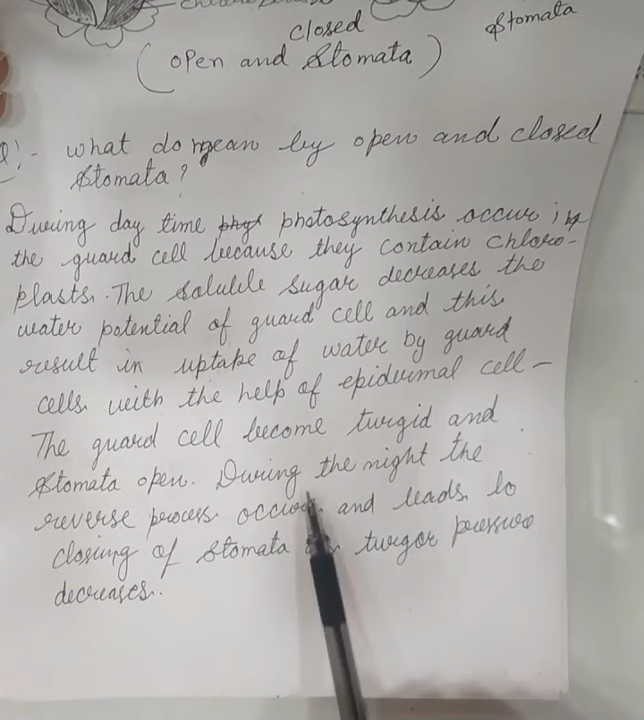 closed
Stomata
(open and Stomata)
Q:- what do mean by open and closed
Stomata?
During day time photosynthesis occur in
the guard cell because they contain chloro-
plasts. The soluble sugar decreases the
water potential of guard cell and this
result in uptake of water by guard
cells with the help of epidermal cell-
The guard cell become turgid and
Stomata open. During the night the
reverse process occurs and leads to
closing of Stomata turgor pressure
decreases.